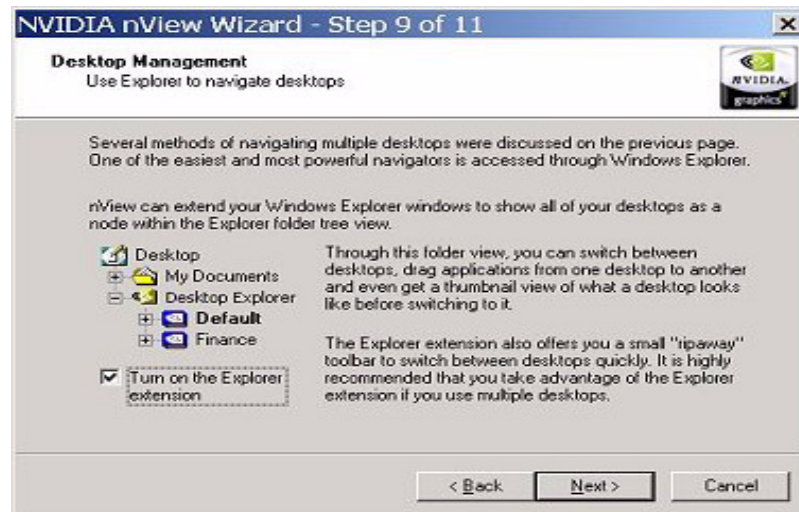 NVIDIA nView Wizard - Step 9 of 11
Desktop Management
Use Explorer to navigate desktops
NVIDIA.
graphics
Several methods of navigating multiple desktops were discussed on the previous page.
One of the easiest and most powerful navigators is accessed through Windows Explorer.
nView can extend your Windows Explorer windows to show all of your desktops as a
node within the Explorer folder tree view.
Desktop
My Documents
Desktop Explorer
Default
Finance
Turn on the Explorer
extension
Through this folder view, you can switch between
desktops, drag applications from one desktop to another
and even get a thumbnail view of what a desktop looks
like before switching to it.
The Explorer extension also offers you a small "ripaway"
toolbar to switch between desktops quickly. It is highly
recommended that you take advantage of the Explorer
extension if you use multiple desktops.
< Back
Next >
Cancel